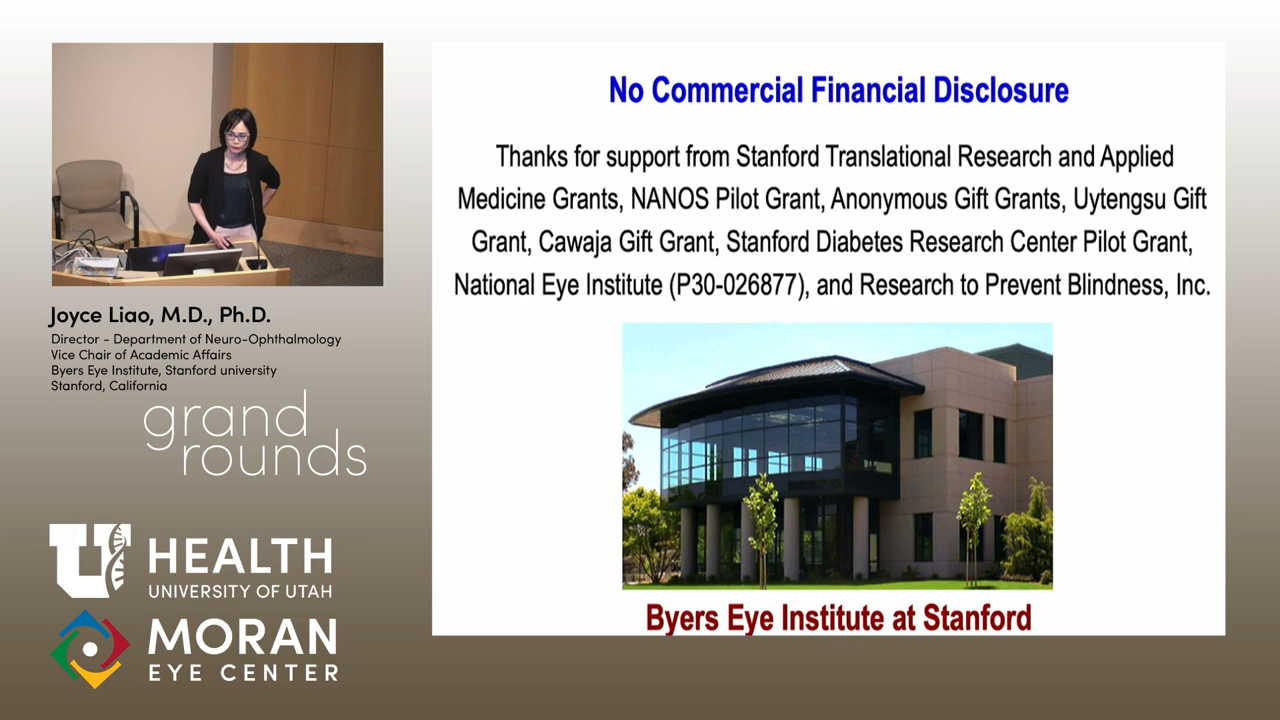 Joyce Liao, M.D., Ph.D.
Director - Department of Neuro-Ophthalmology
Vice Chair of Academic Affairs
Byers Eye Institute, Stanford university
Stanford, California
grand
rounds
U HEALTH
UNIVERSITY OF UTAH
MORAN
EYE CENTER
No Commercial Financial Disclosure
Thanks for support from Stanford Translational Research and Applied
Medicine Grants, NANOS Pilot Grant, Anonymous Gift Grants, Uytengsu Gift
Grant, Cawaja Gift Grant, Stanford Diabetes Research Center Pilot Grant,
National Eye Institute (P30-026877), and Research to Prevent Blindness, Inc.
Byers Eye Institute at Stanford